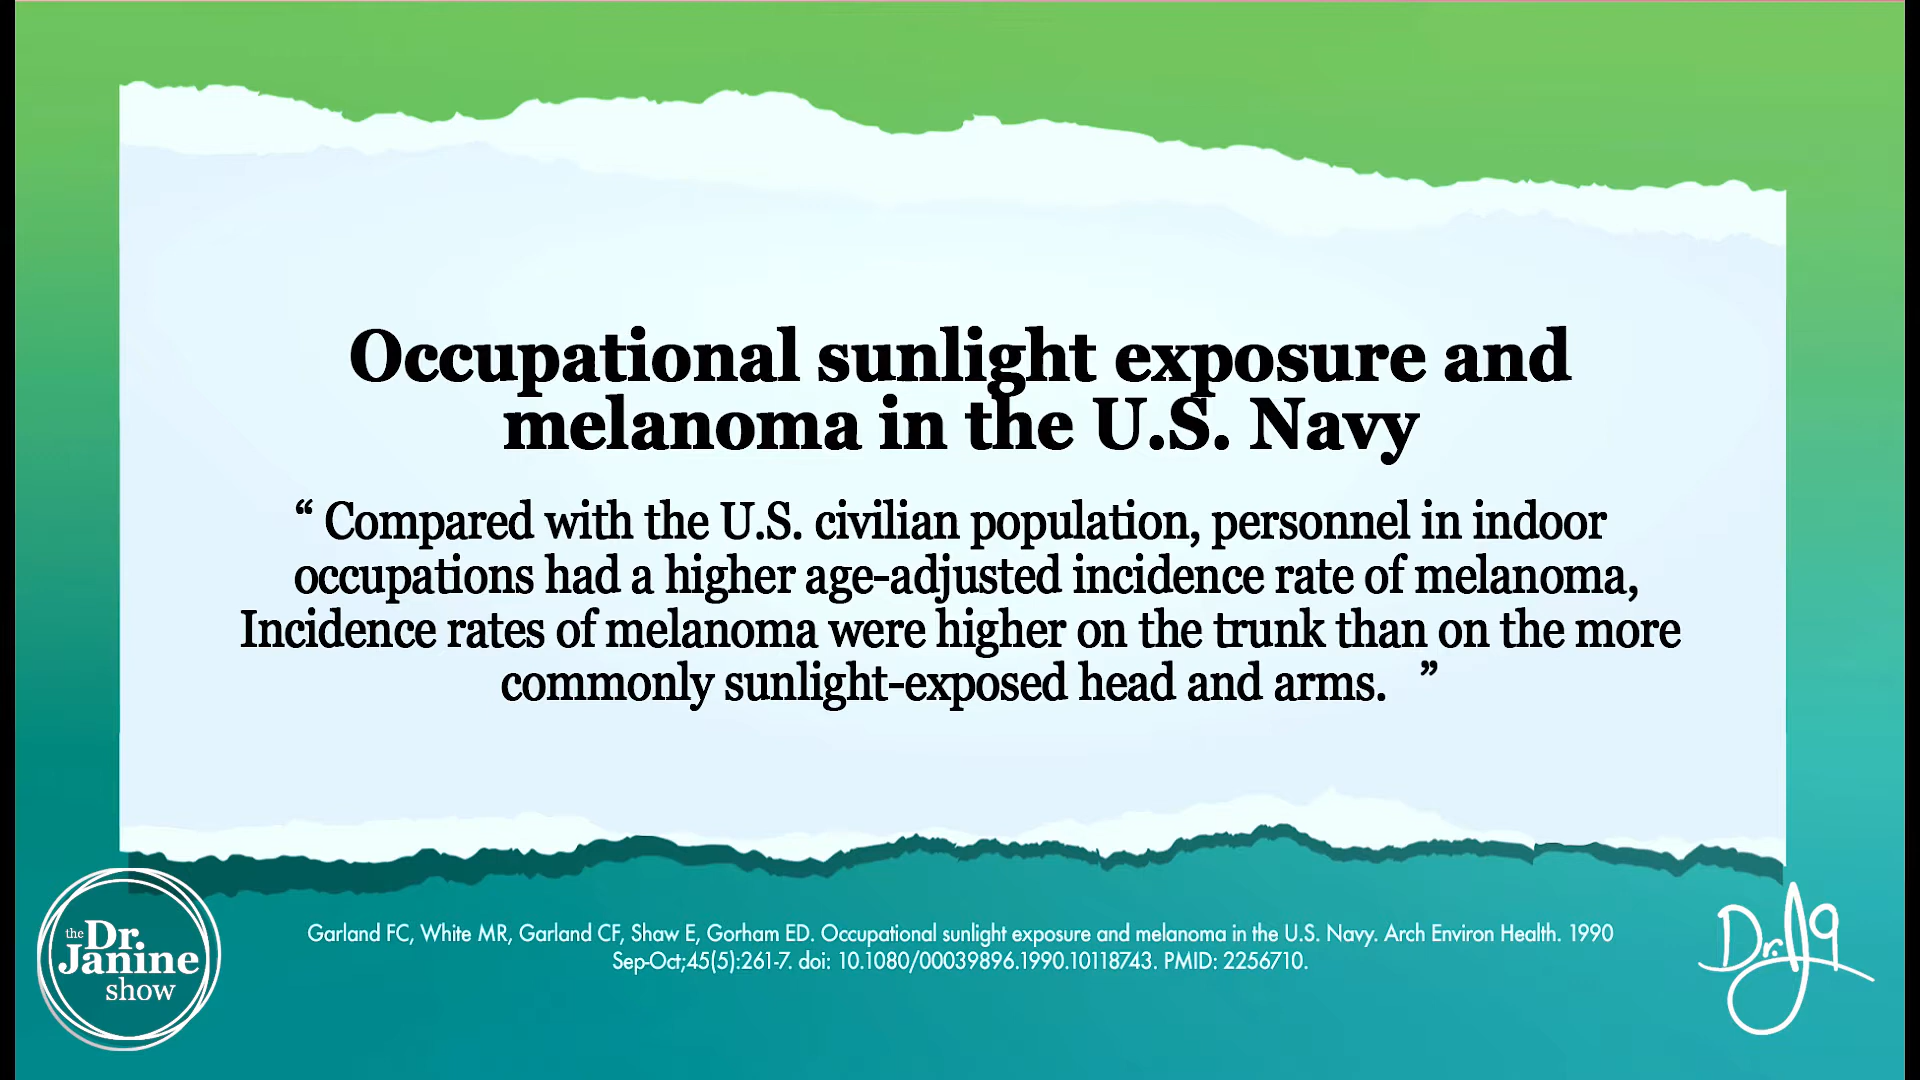 Occupational sunlight exposure and
melanoma in the U.S. Navy
“ Compared with the U.S. civilian population, personnel in indoor
occupations had a higher age-adjusted incidence rate of melanoma,
Incidence rates of melanoma were higher on the trunk than on the more
commonly sunlight-exposed head and arms. ”
Garland FC, White MR, Garland CF, Shaw E, Gorham ED. Occupational sunlight exposure and melanoma in the U.S. Navy. Arch Environ Health. 1990
Sep-Oct;45(5):261-7. doi: 10.1080/00039896.1990.10118743. PMID: 2256710.
the Dr.
Janine
show
Dr. J9